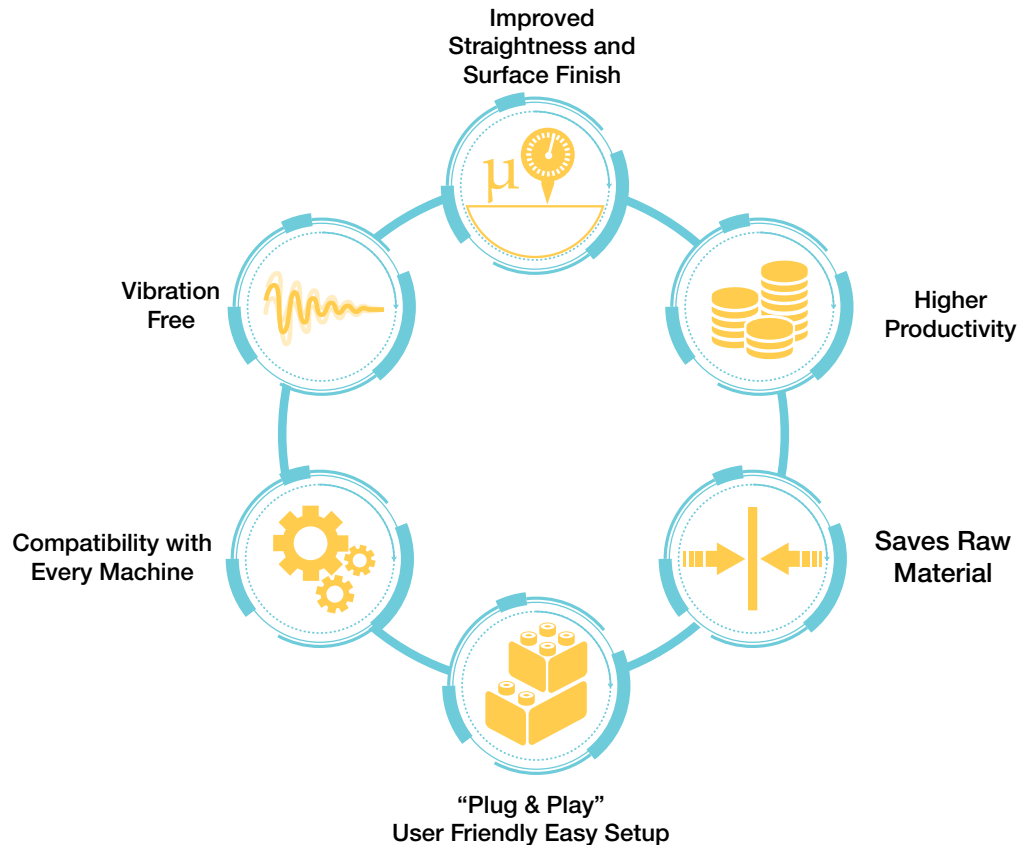 Improved
Straightness and
Surface Finish
μ
Vibration
Free
Higher
Productivity
Compatibility with
Every Machine
Saves Raw
Material
“Plug & Play”
User Friendly Easy Setup